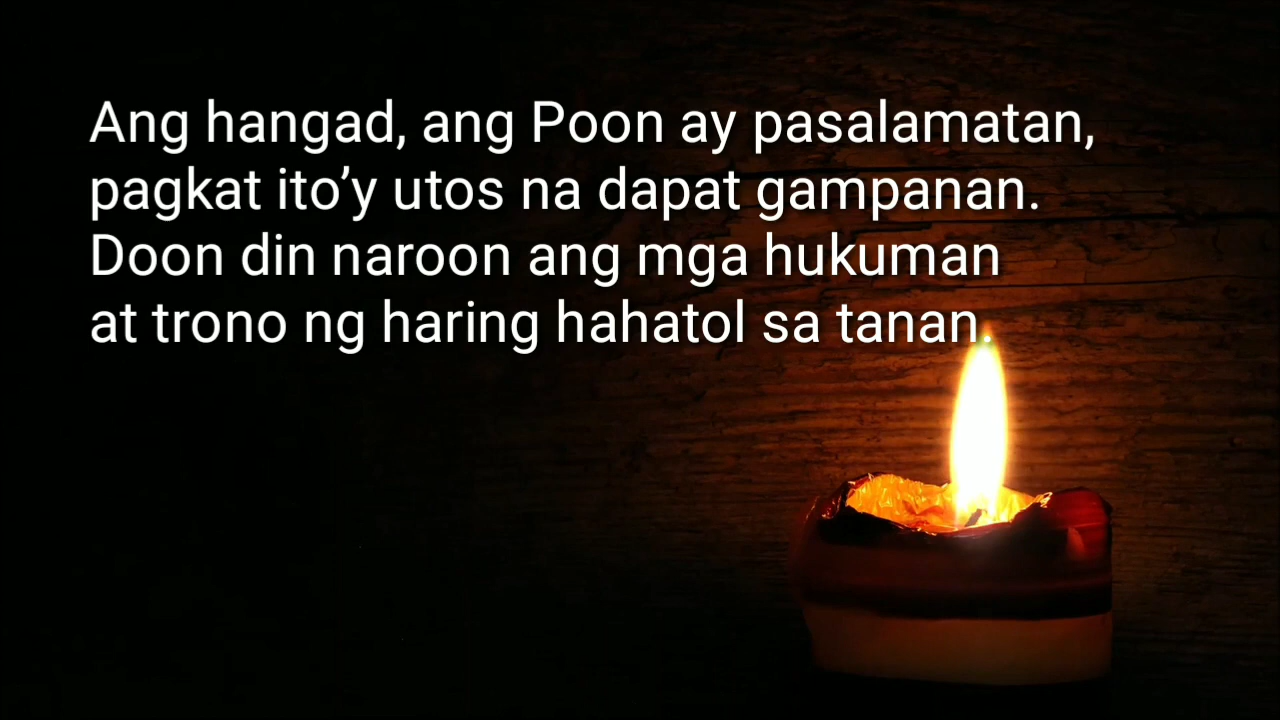 Ang hangad, ang Poon ay pasalamatan,
pagkat ito’y utos na dapat gampanan.
Doon din naroon ang mga hukuman
at trono ng haring hahatol sa tanan.